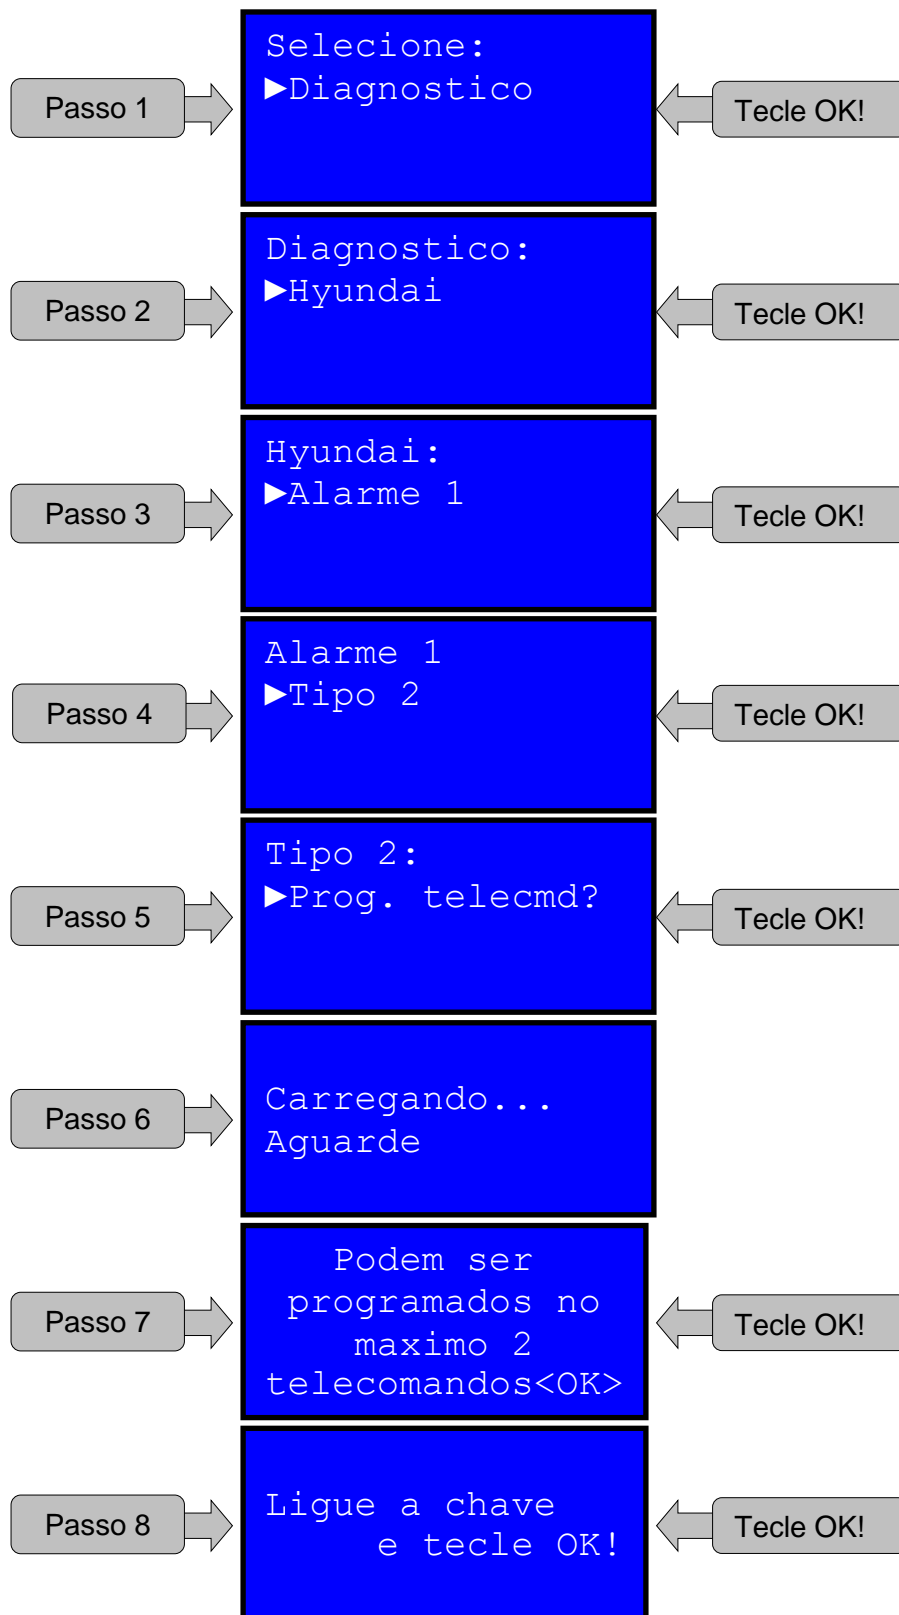 Selecione:
Passo 1 ►Diagnostico Tecle OK!
Diagnostico:
Passo 2 ►Hyundai Tecle OK!
Hyundai:
Passo 3 ►Alarme 1 Tecle OK!
Alarme 1
Passo 4 ►Tipo 2 Tecle OK!
Tipo 2:
Passo 5 ►Prog. telecmd? Tecle OK!
Passo 6 Carregando...
Aguarde
Podem ser
Passo 7 programados no Tecle OK!
maximo 2
telecomandos<OK>
Passo 8 Ligue a chave Tecle OK!
e tecle OK!